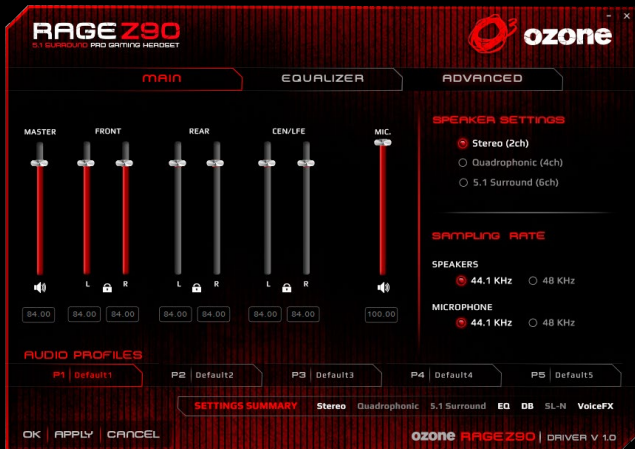 RAGE Z90
5.1 SURROUND PRO GAMING HEADSET
ozone
MAIN EQUALIZER ADVANCED
MASTER FRONT REAR CEN/LFE MIC.
L R L R L R
84.00 84.00 84.00 84.00 84.00 84.00 84.00 100.00
SPEAKER SETTINGS
Stereo (2ch)
Quadrophonic (4ch)
5.1 Surround (6ch)
SAMPLING RATE
SPEAKERS
44.1 KHz 48 KHz
MICROPHONE
44.1 KHz 48 KHz
AUDIO PROFILES
P1 Default1 P2 Default2 P3 Default3 P4 Default4 P5 Default5
SETTINGS SUMMARY Stereo Quadrophonic 5.1 Surround EQ DB SL-N VoiceFX
OK APPLY CANCEL
OZONE RAGE Z90 DRIVER V 1.0